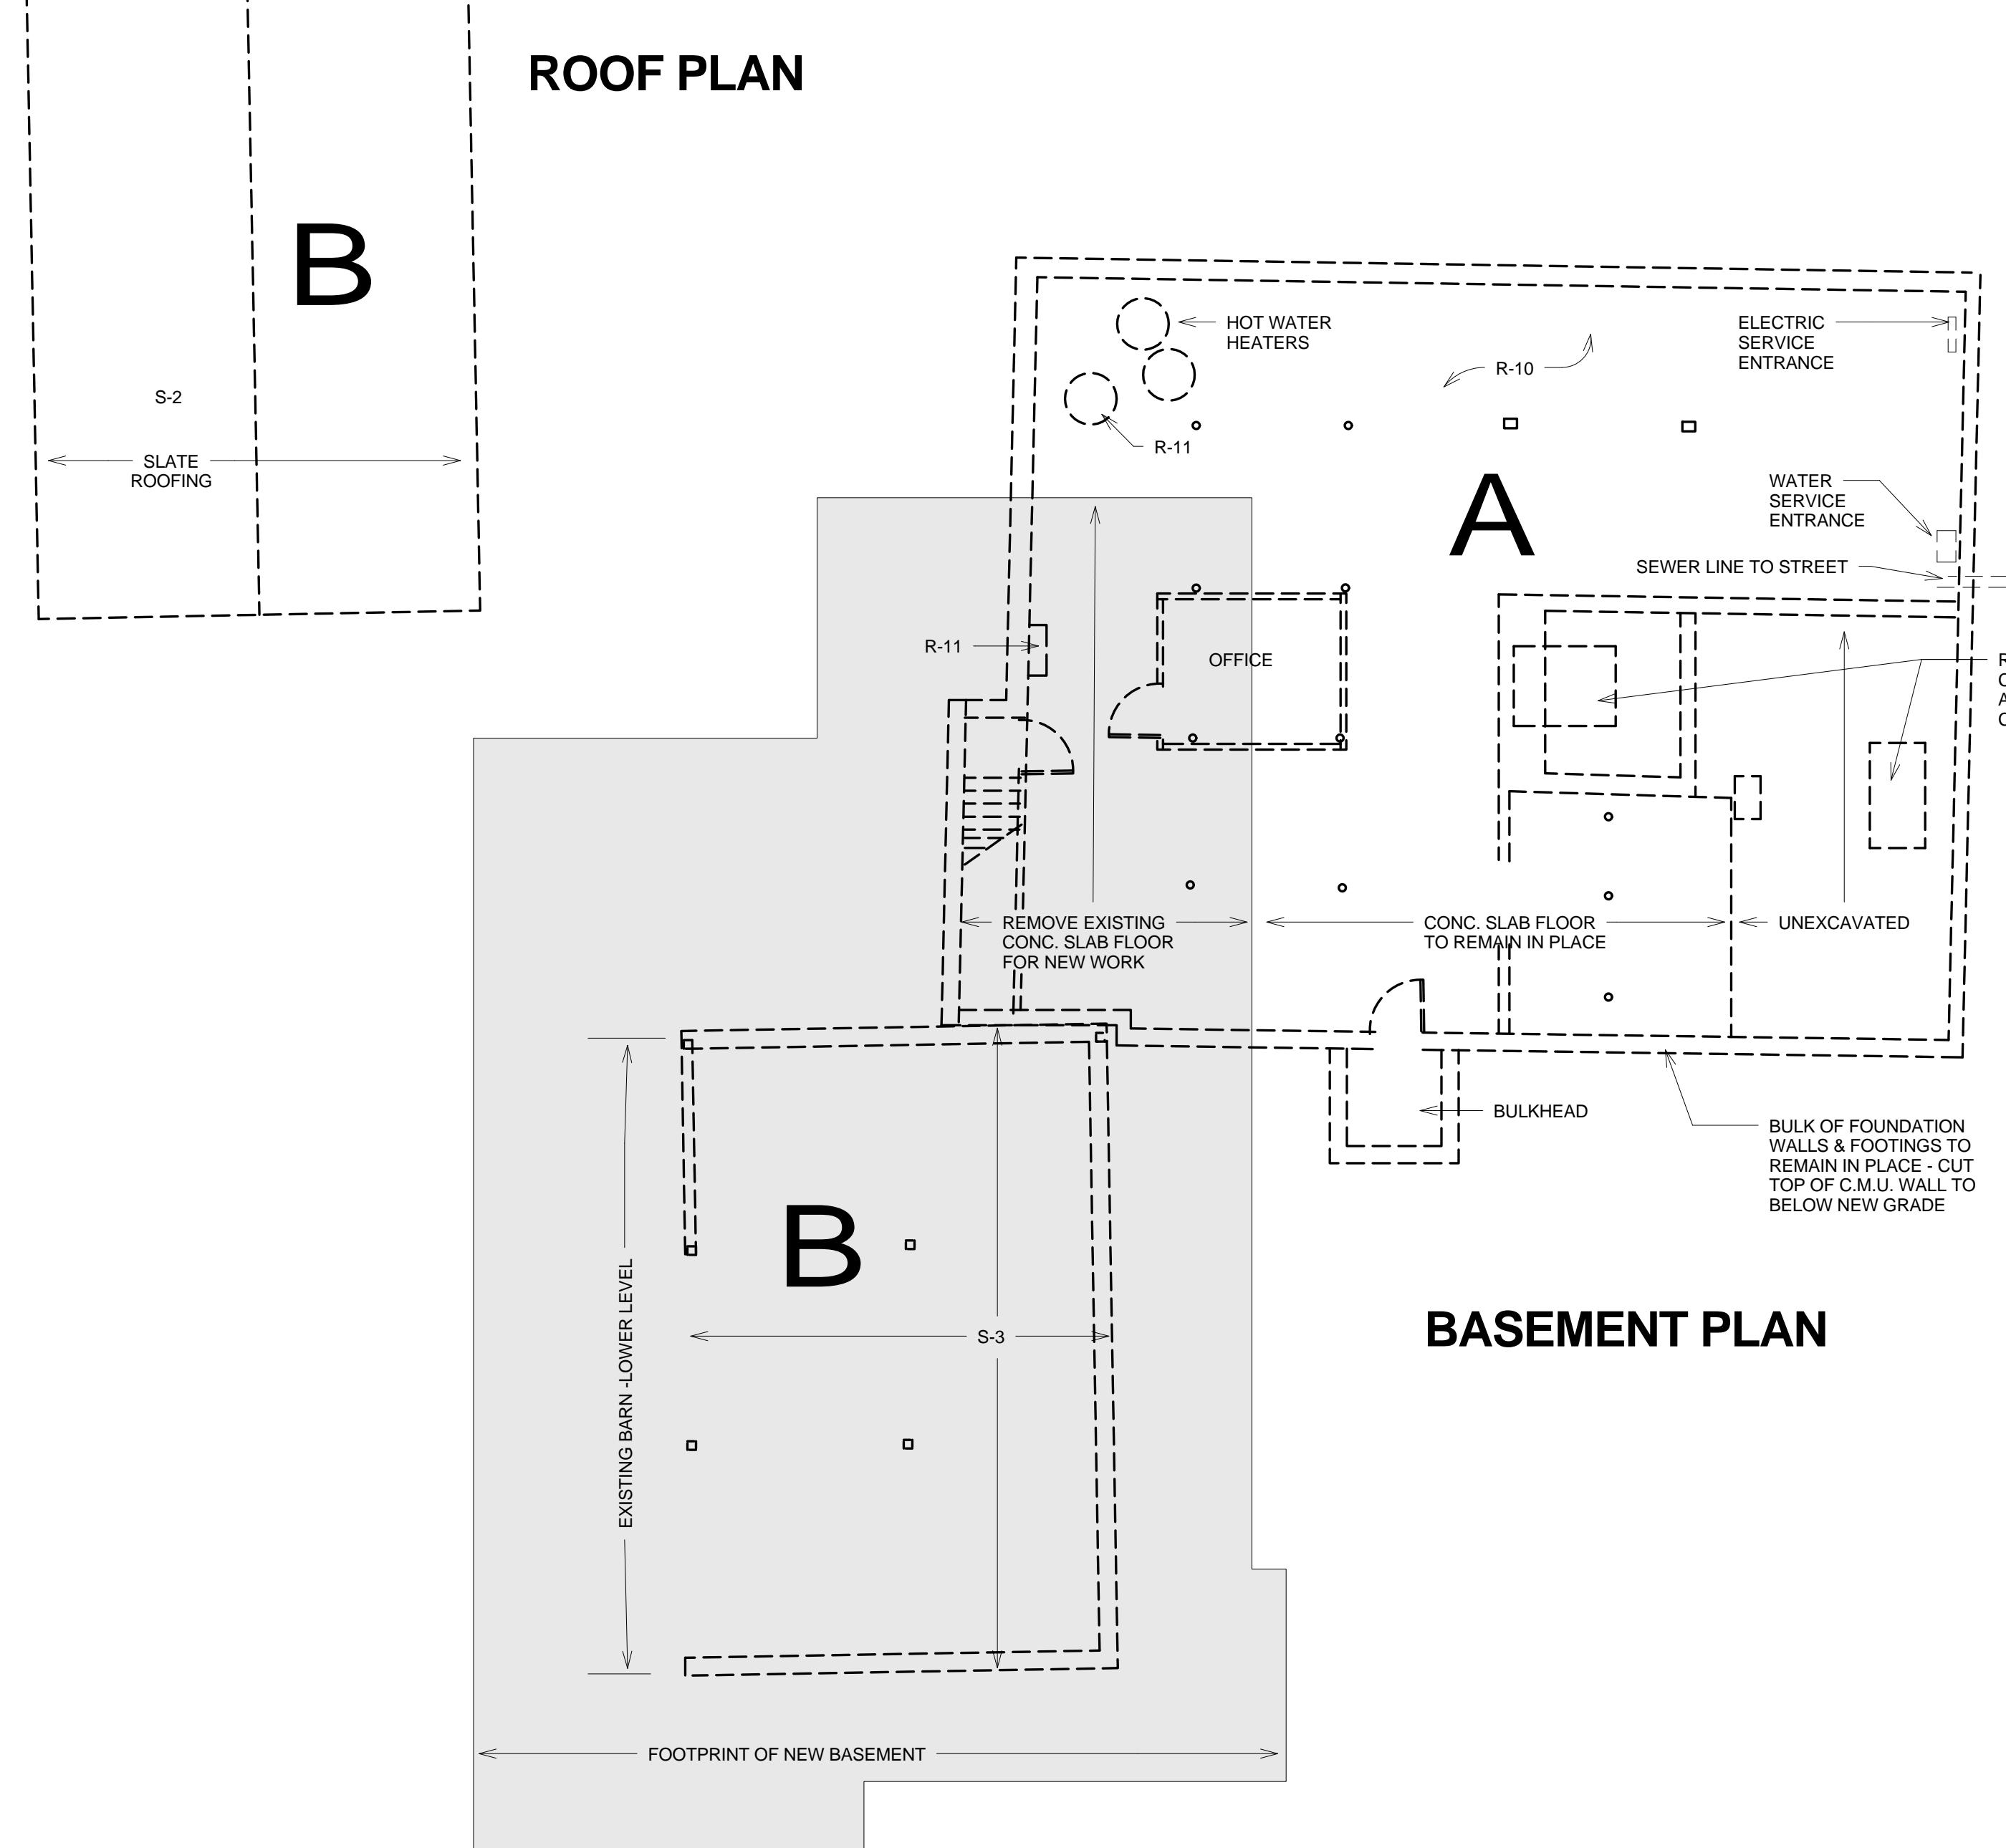 ROOF PLAN
B
S-2
SLATE
ROOFING
HOT WATER
HEATERS
R-10
ELECTRIC
SERVICE
ENTRANCE
R-11
A
WATER
SERVICE
ENTRANCE
SEWER LINE TO STREET
R-11
OFFICE
REMOVE EXISTING
CONC. SLAB FLOOR
FOR NEW WORK
CONC. SLAB FLOOR
TO REMAIN IN PLACE
UNEXCAVATED
BULKHEAD
BULK OF FOUNDATION
WALLS & FOOTINGS TO
REMAIN IN PLACE - CUT
TOP OF C.M.U. WALL TO
BELOW NEW GRADE
B
EXISTING BARN -LOWER LEVEL
S-3
BASEMENT PLAN
FOOTPRINT OF NEW BASEMENT